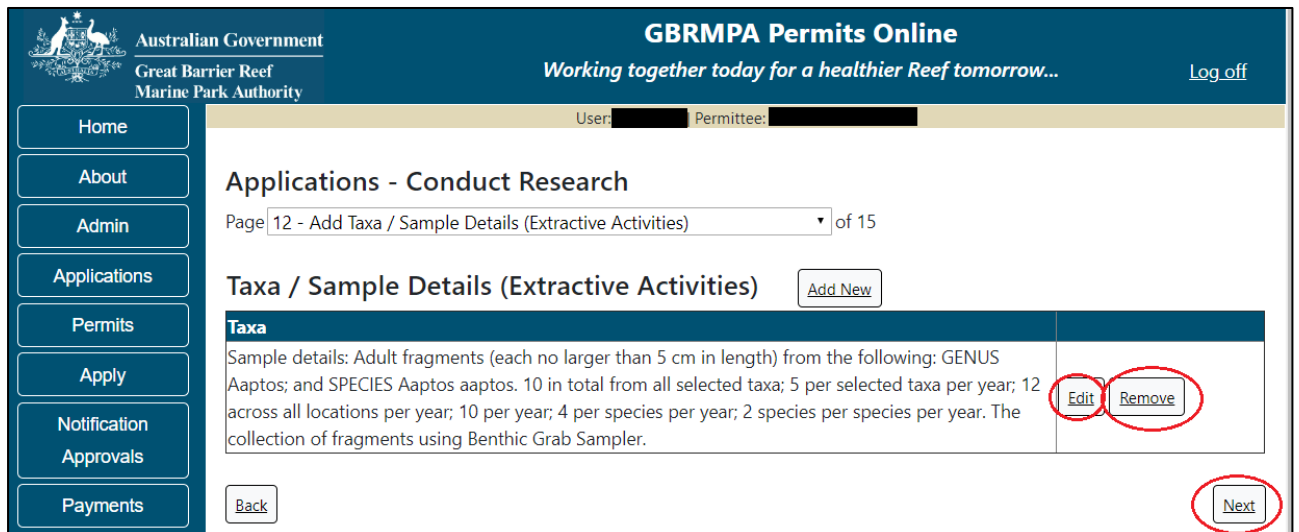 Australian Government
Great Barrier Reef
Marine Park Authority
GBRMPA Permits Online
Working together today for a healthier Reef tomorrow...
Log off
User: | Permittee:
Home
About
Admin
Applications
Permits
Apply
Notification
Approvals
Payments
Applications - Conduct Research
Page 12 - Add Taxa / Sample Details (Extractive Activities) of 15
Taxa / Sample Details (Extractive Activities) Add New
Taxa
Sample details: Adult fragments (each no larger than 5 cm in length) from the following: GENUS
Aaptos; and SPECIES Aaptos aaptos. 10 in total from all selected taxa; 5 per selected taxa per year; 12
across all locations per year; 10 per year; 4 per species per year; 2 species per species per year. The
collection of fragments using Benthic Grab Sampler.
Edit Remove
Back
Next